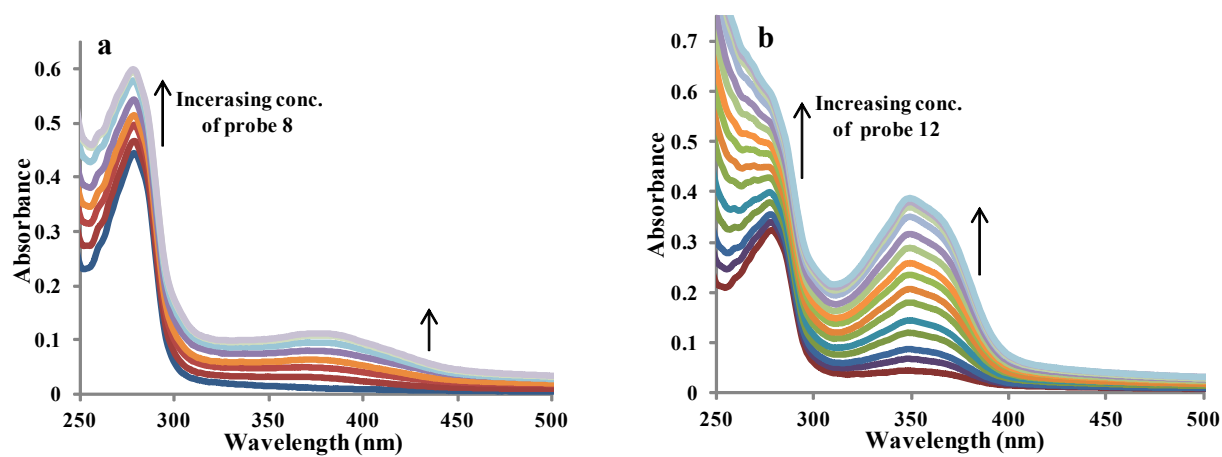 a
0.6
0.5
0.4
0.3
0.2
0.1
0
Absorbance
Incerasing conc.
of probe 8
250
300
350
400
450
500
Wavelength (nm)
b
0.7
0.6
0.5
0.4
0.3
0.2
0.1
0
Absorbance
Increasing conc.
of probe 12
250
300
350
400
450
500
Wavelength (nm)